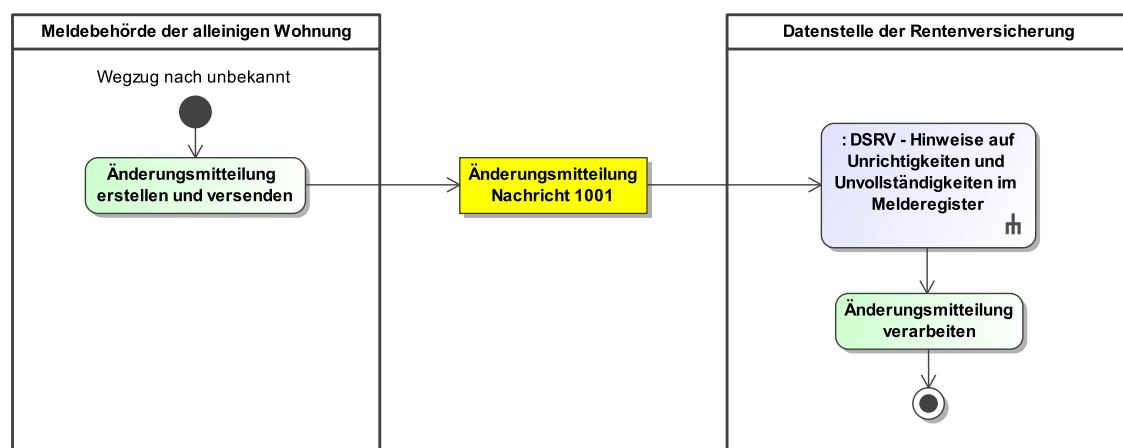 Meldebehörde der alleinigen Wohnung
Datenstelle der Rentenversicherung
Wegzug nach unbekannt
Änderungsmitteilung
erstellen und versenden
Änderungsmitteilung
Nachricht 1001
: DSRV - Hinweise auf
Unrichtigkeiten und
Unvollständigkeiten im
Melderegister
Änderungsmitteilung
verarbeiten